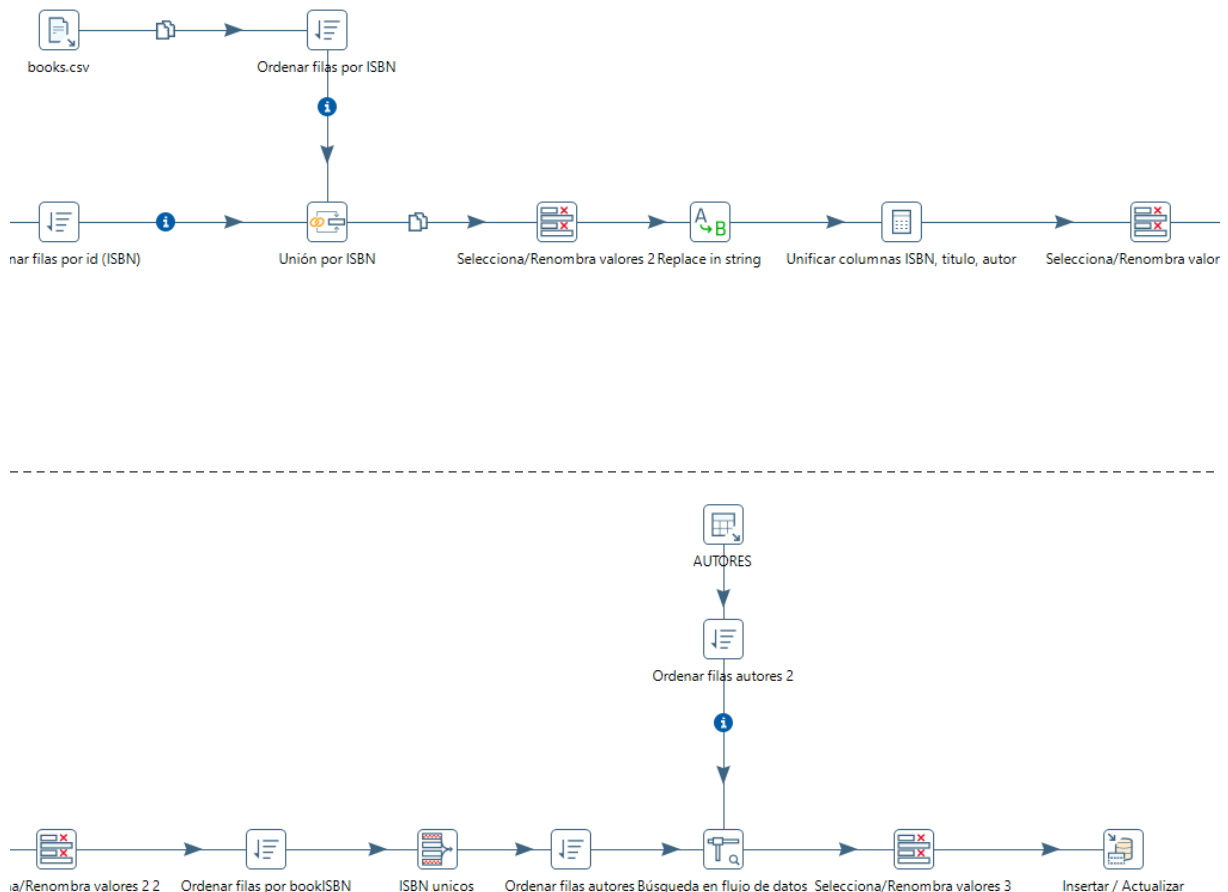 books.csv
Ordenar filas por ISBN
nar filas por id (ISBN)
Unión por ISBN
Selecciona/Renombra valores 2
Replace in string
Unificar columnas ISBN, titulo, autor
Selecciona/Renombra valor
AUTORES
Ordenar filas autores 2
a/Renombra valores 2 2
Ordenar filas por bookISBN
ISBN unicos
Ordenar filas autores
Búsqueda en flujo de datos
Selecciona/Renombra valores 3
Insertar / Actualizar